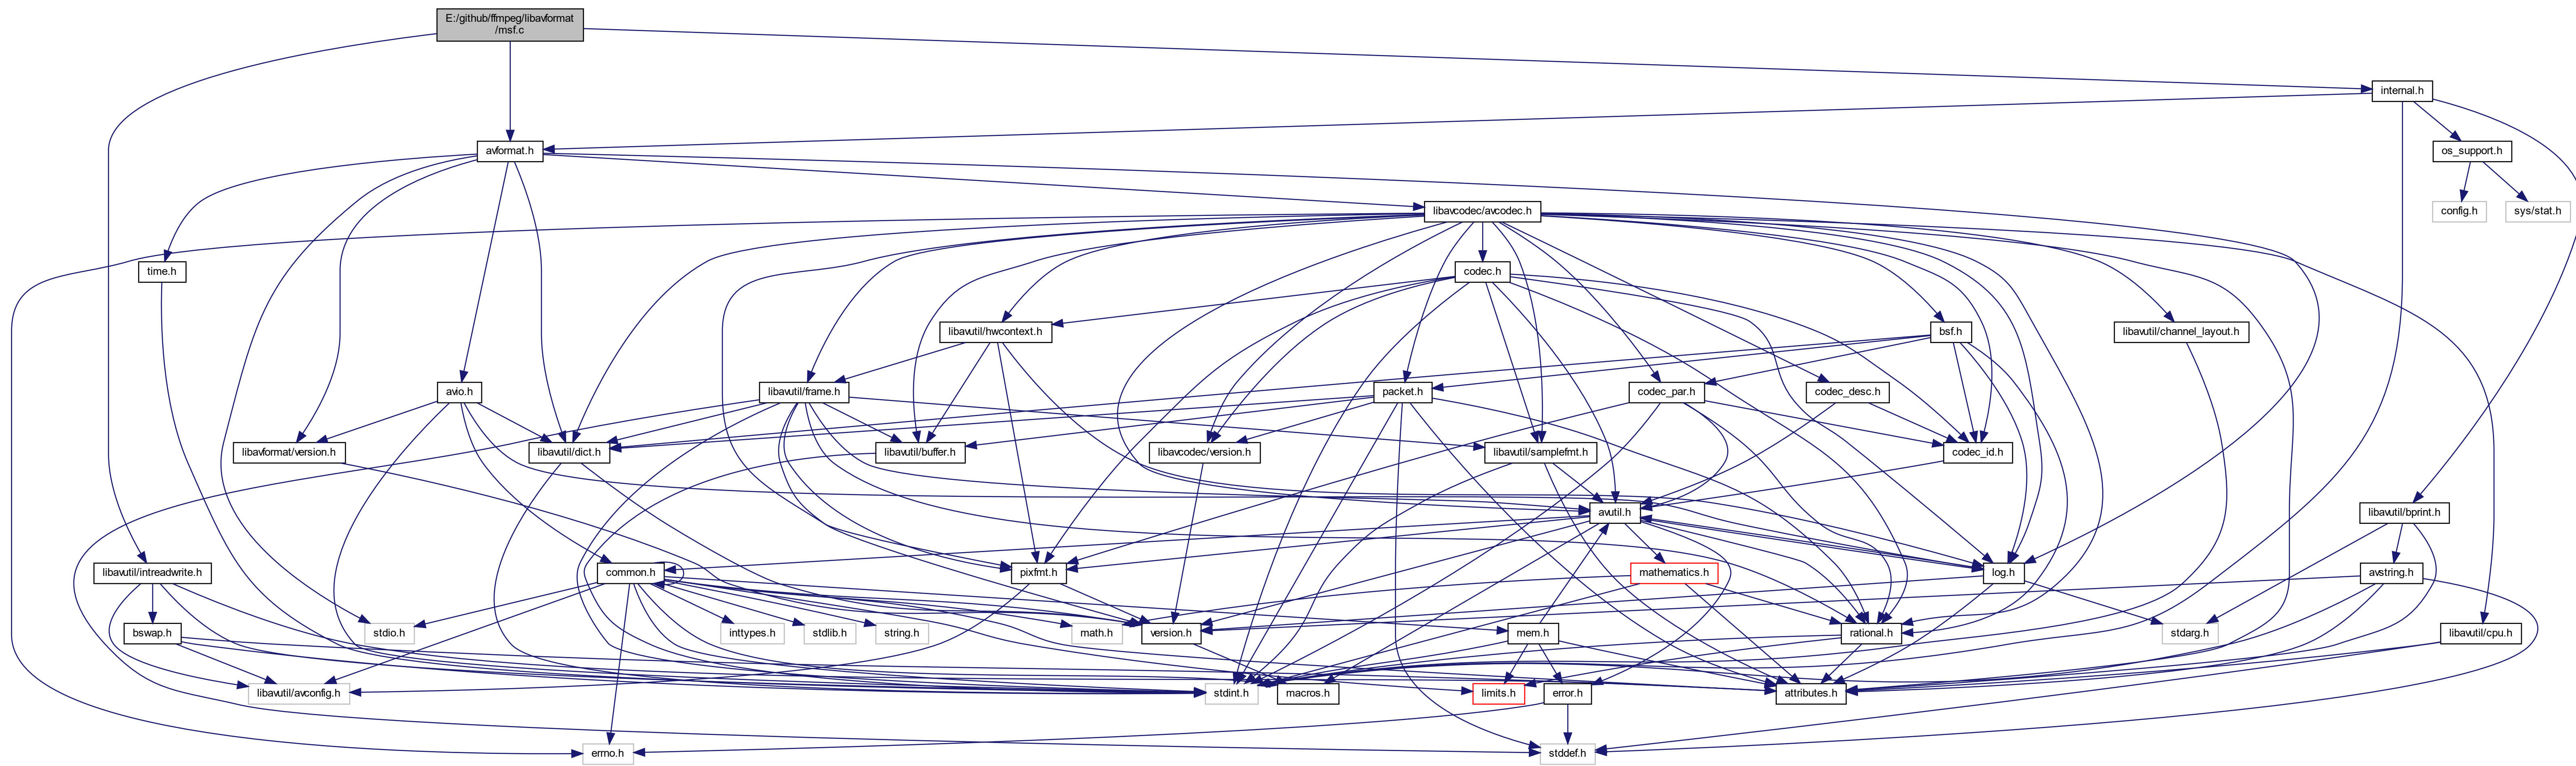 E:/github/ffmpeg/libavformat
/msf.c
internal.h
avformat.h
os_support.h
libavcodec/avcodec.h
config.h
sys/stat.h
time.h
codec.h
libavutil/hwcontext.h
bsf.h
libavutil/channel_layout.h
avio.h
libavutil/frame.h
packet.h
codec_par.h
codec_desc.h
libavformat/version.h
libavutil/dict.h
libavutil/buffer.h
libavcodec/version.h
libavutil/samplefmt.h
codec_id.h
avutil.h
libavutil/bprint.h
libavutil/intreadwrite.h
common.h
pixfmt.h
mathematics.h
log.h
avstring.h
bswap.h
stdio.h
inttypes.h
stdlib.h
string.h
math.h
version.h
mem.h
rational.h
stdarg.h
libavutil/cpu.h
libavutil/avconfig.h
stdint.h
macros.h
limits.h
error.h
attributes.h
errno.h
stddef.h